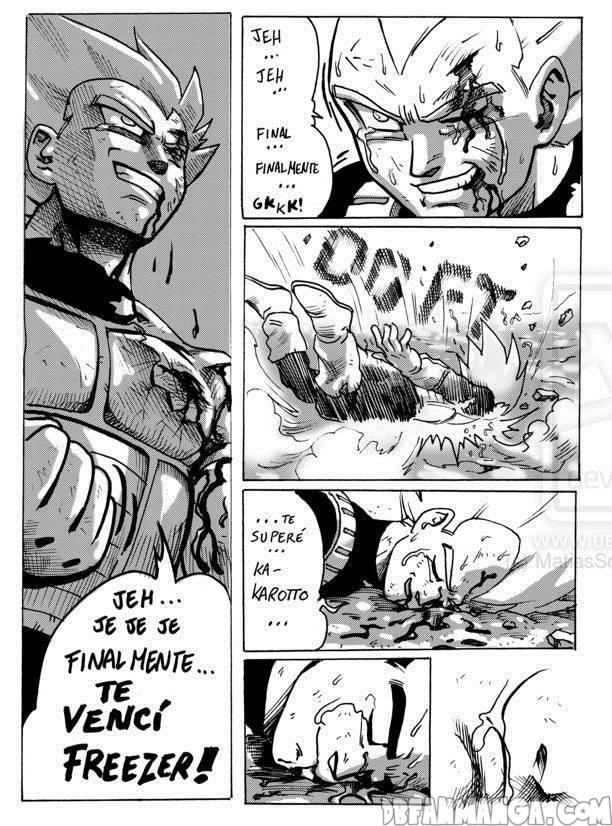 JEH...
JE JE JE
FINALMENTE...
TE
VENCÍ
FREEZER!
JEH
...
JEH
...
FINAL
...
FINALMENTE
...
GKKK!
...TE
SUPERÉ
...
KA-
KAROTTO
...
DBFANMANGA.COM